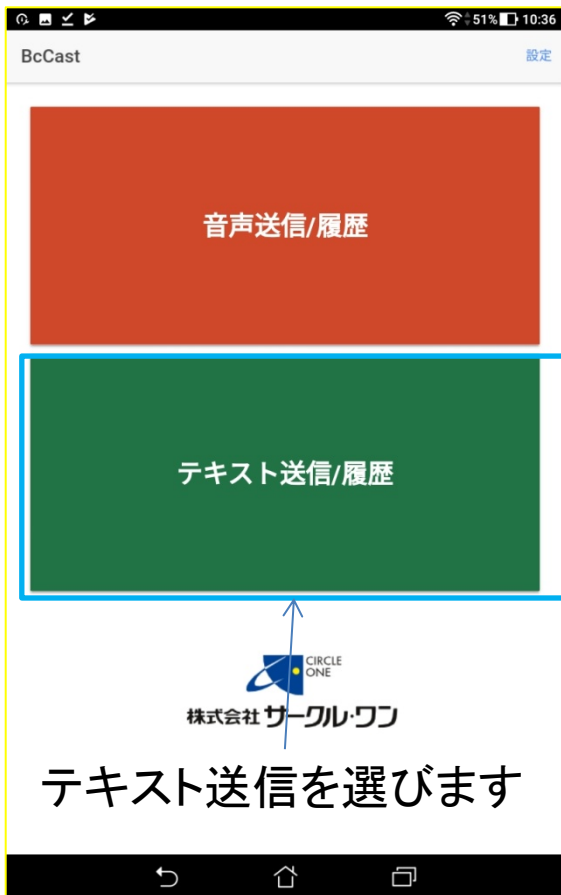 51% 10:36
BcCast 設定
音声送信/履歴
テキスト送信/履歴
CIRCLE
ONE
株式会社 サークル・ワン
テキスト送信を選びます